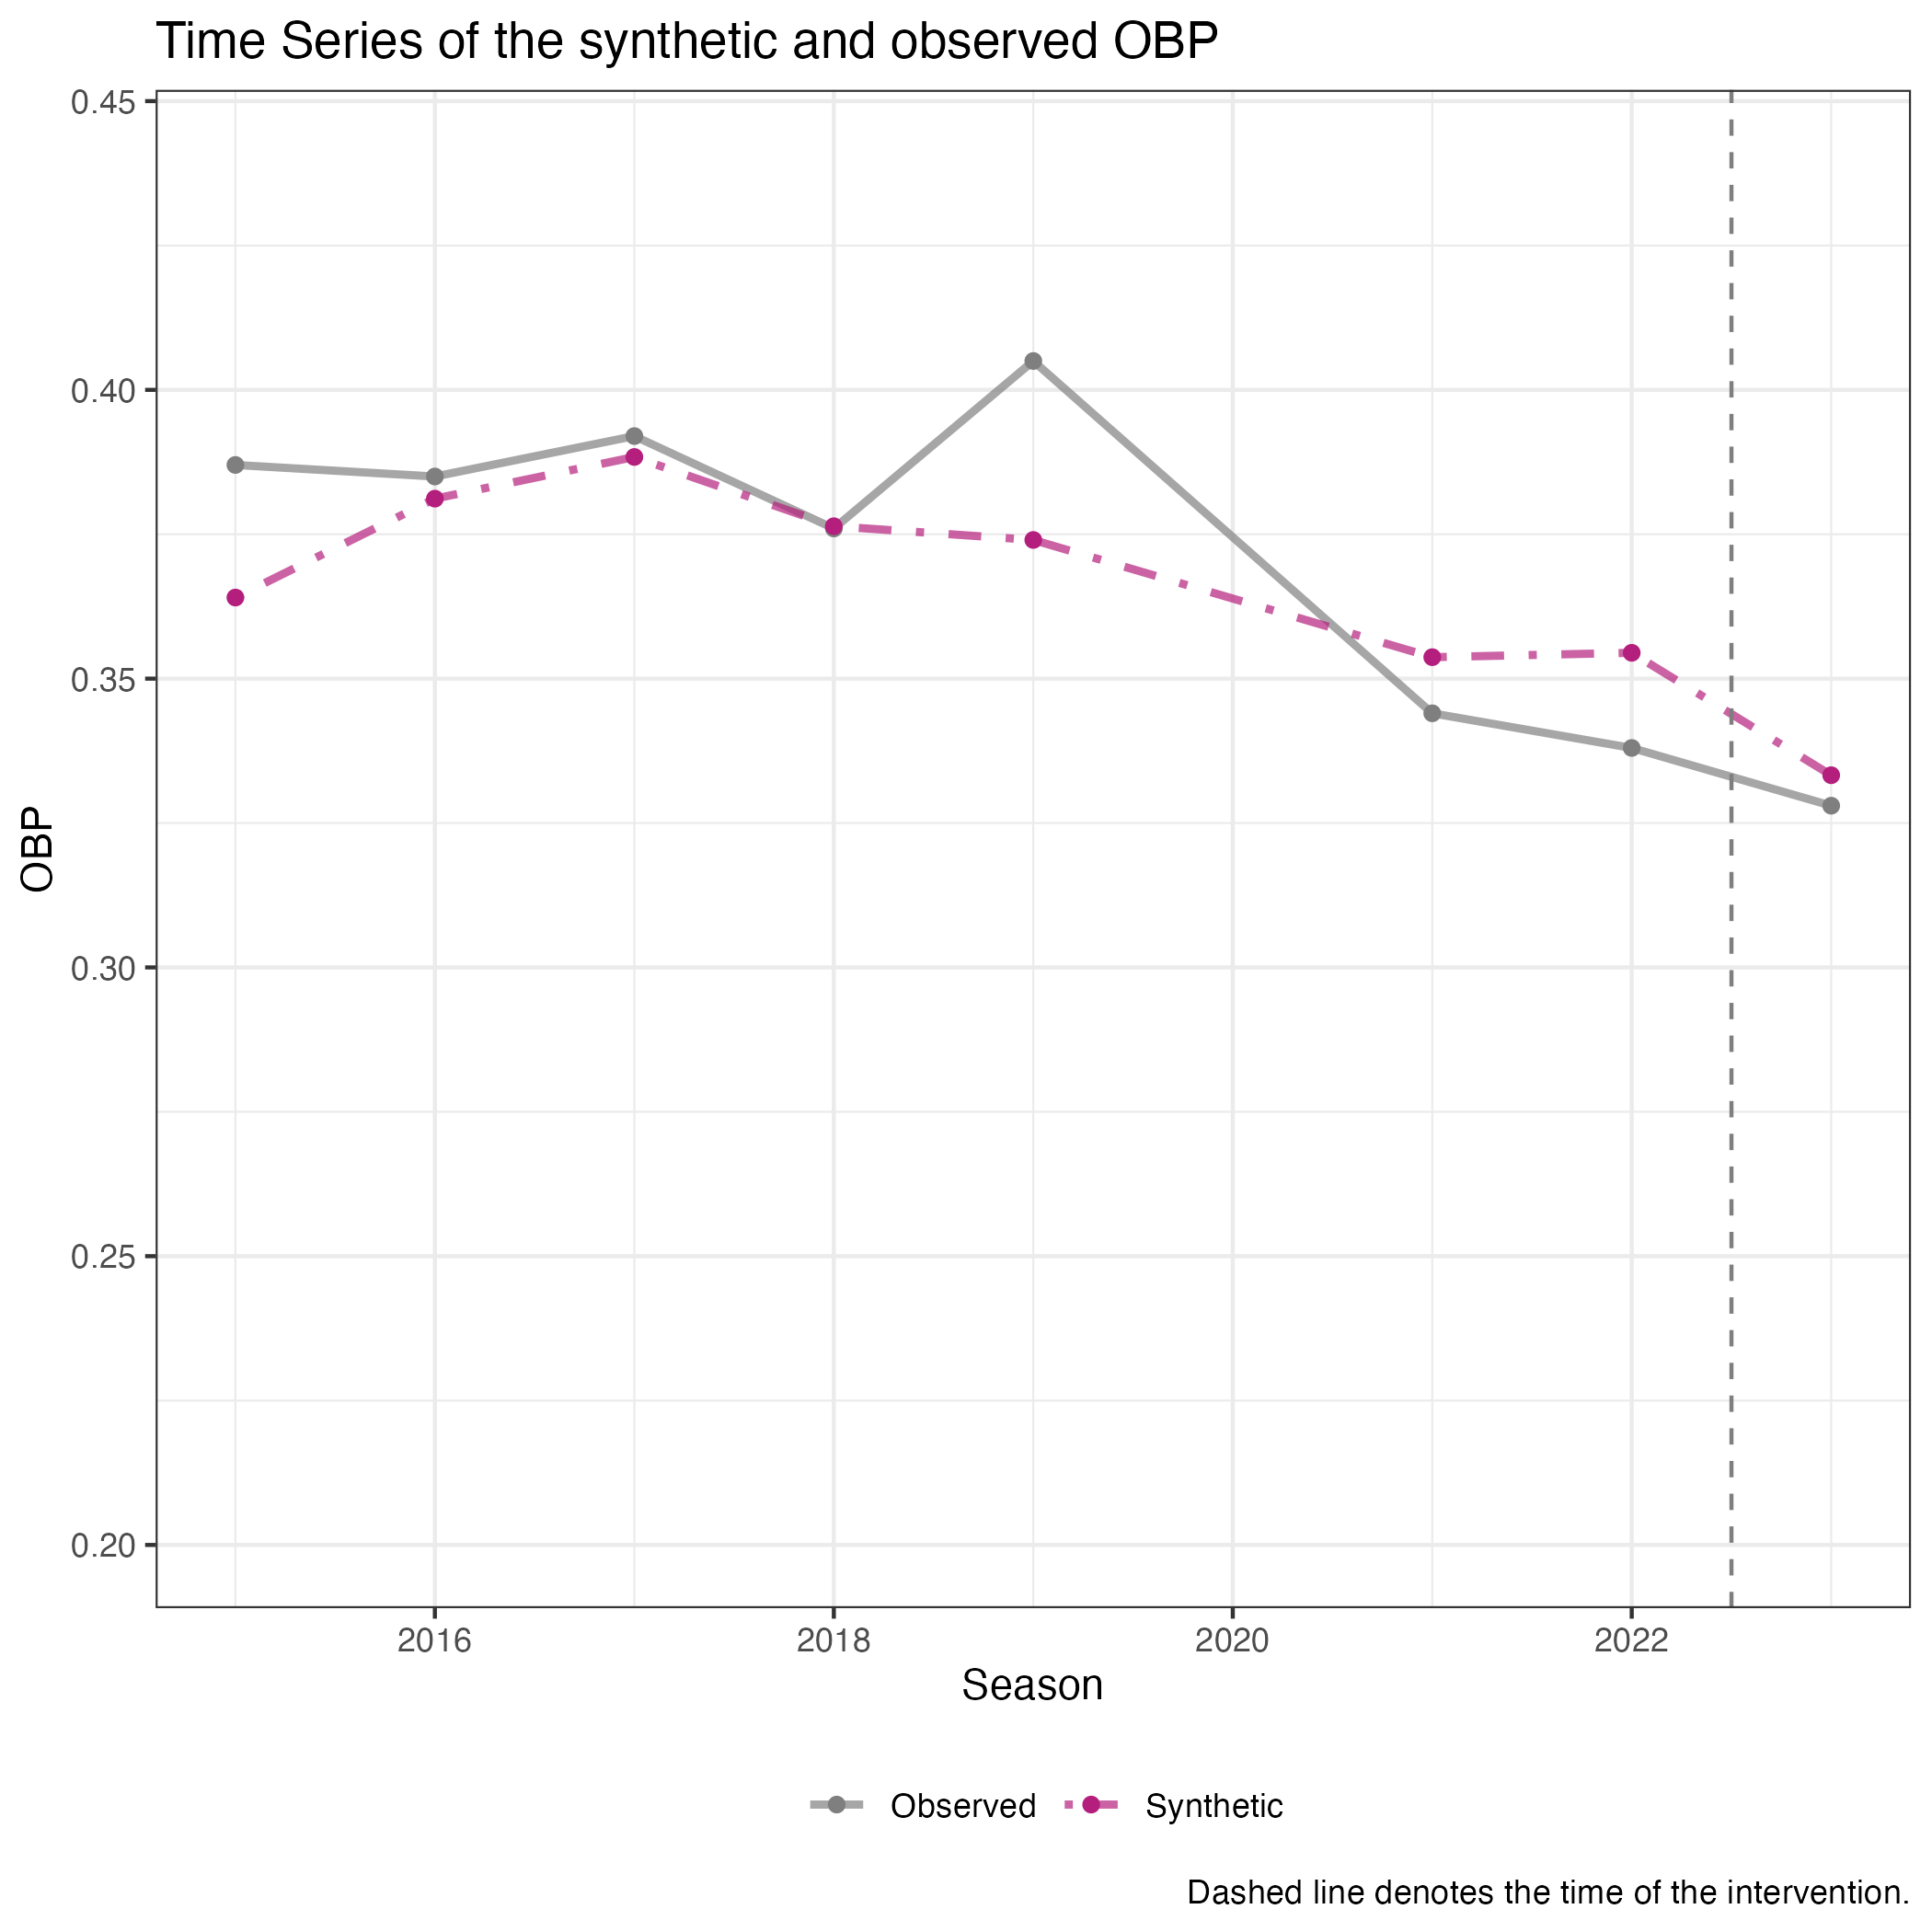 Time Series of the synthetic and observed OBP
OBP
0.45
0.40
0.35
0.30
0.25
0.20
2016 2018 2020 2022
Season
Observed Synthetic
Dashed line denotes the time of the intervention.